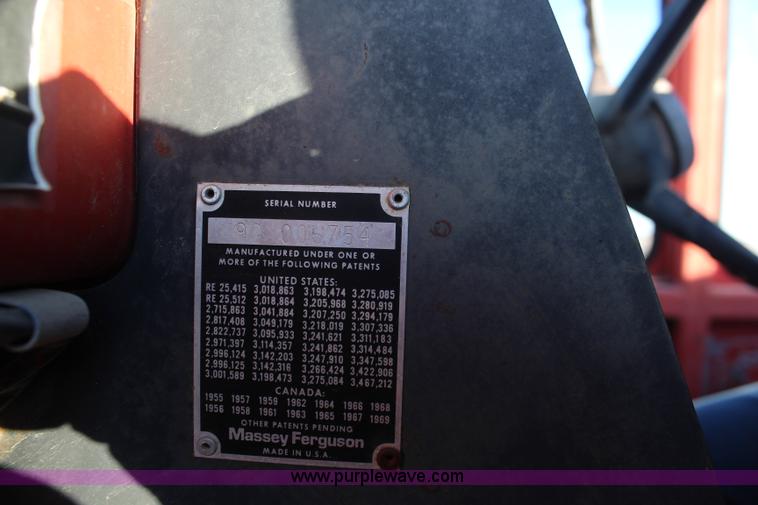 SERIAL NUMBER
9C 005754
MANUFACTURED UNDER ONE OR
MORE OF THE FOLLOWING PATENTS
UNITED STATES:
RE 25,415 3,018,863 3,198,474 3,275,085
RE 25,512 3,018,864 3,205,968 3,280,919
2,715,863 3,041,884 3,207,250 3,294,179
2,817,408 3,049,179 3,218,019 3,307,336
2,822,737 3,095,933 3,241,621 3,311,183
2,971,397 3,114,357 3,241,862 3,314,484
2,996,124 3,142,203 3,247,910 3,347,598
2,996,125 3,142,316 3,266,424 3,422,906
3,001,589 3,198,473 3,275,084 3,467,212
CANADA:
1955 1957 1959 1962 1964 1966 1968
1956 1958 1961 1963 1965 1967 1969
OTHER PATENTS PENDING
Massey Ferguson
MADE IN U.S.A.
www.purplewave.com